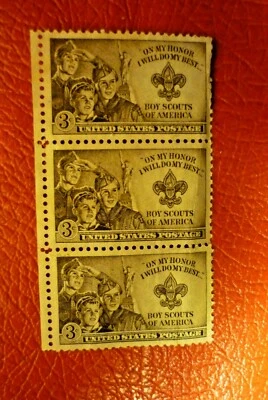 "ON MY HONOR
I WILL DO MY BEST..."
BOY SCOUTS
OF AMERICA
3¢
UNITED STATES POSTAGE
"ON MY HONOR
I WILL DO MY BEST..."
BOY SCOUTS
OF AMERICA
3¢
UNITED STATES POSTAGE
"ON MY HONOR
I WILL DO MY BEST..."
BOY SCOUTS
OF AMERICA
3¢
UNITED STATES POSTAGE